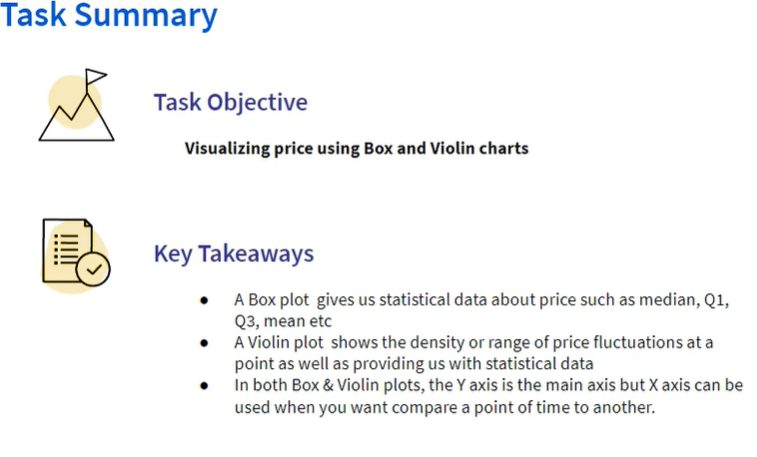 Task Summary
Task Objective
Visualizing price using Box and Violin charts
Key Takeaways
● A Box plot gives us statistical data about price such as median, Q1,
Q3, mean etc
● A Violin plot shows the density or range of price fluctuations at a
point as well as providing us with statistical data
● In both Box & Violin plots, the Y axis is the main axis but X axis can be
used when you want compare a point of time to another.